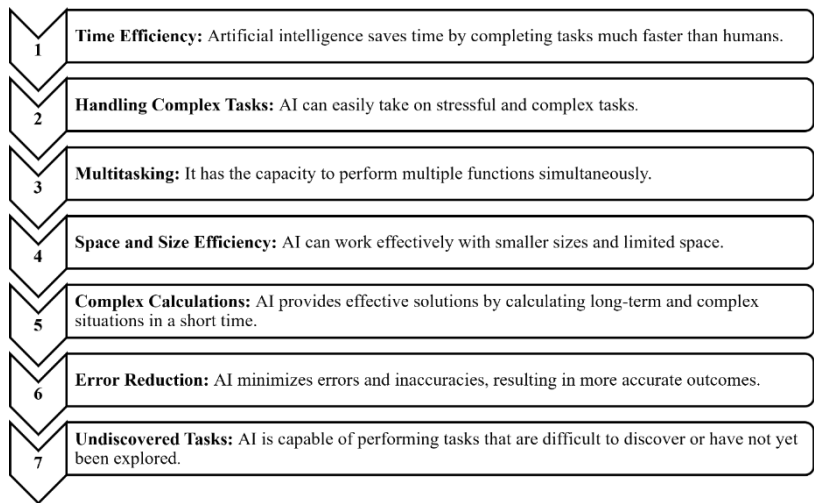 1
Time Efficiency: Artificial intelligence saves time by completing tasks much faster than humans.
2
Handling Complex Tasks: AI can easily take on stressful and complex tasks.
3
Multitasking: It has the capacity to perform multiple functions simultaneously.
4
Space and Size Efficiency: AI can work effectively with smaller sizes and limited space.
5
Complex Calculations: AI provides effective solutions by calculating long-term and complex
situations in a short time.
6
Error Reduction: AI minimizes errors and inaccuracies, resulting in more accurate outcomes.
7
Undiscovered Tasks: AI is capable of performing tasks that are difficult to discover or have not yet
been explored.